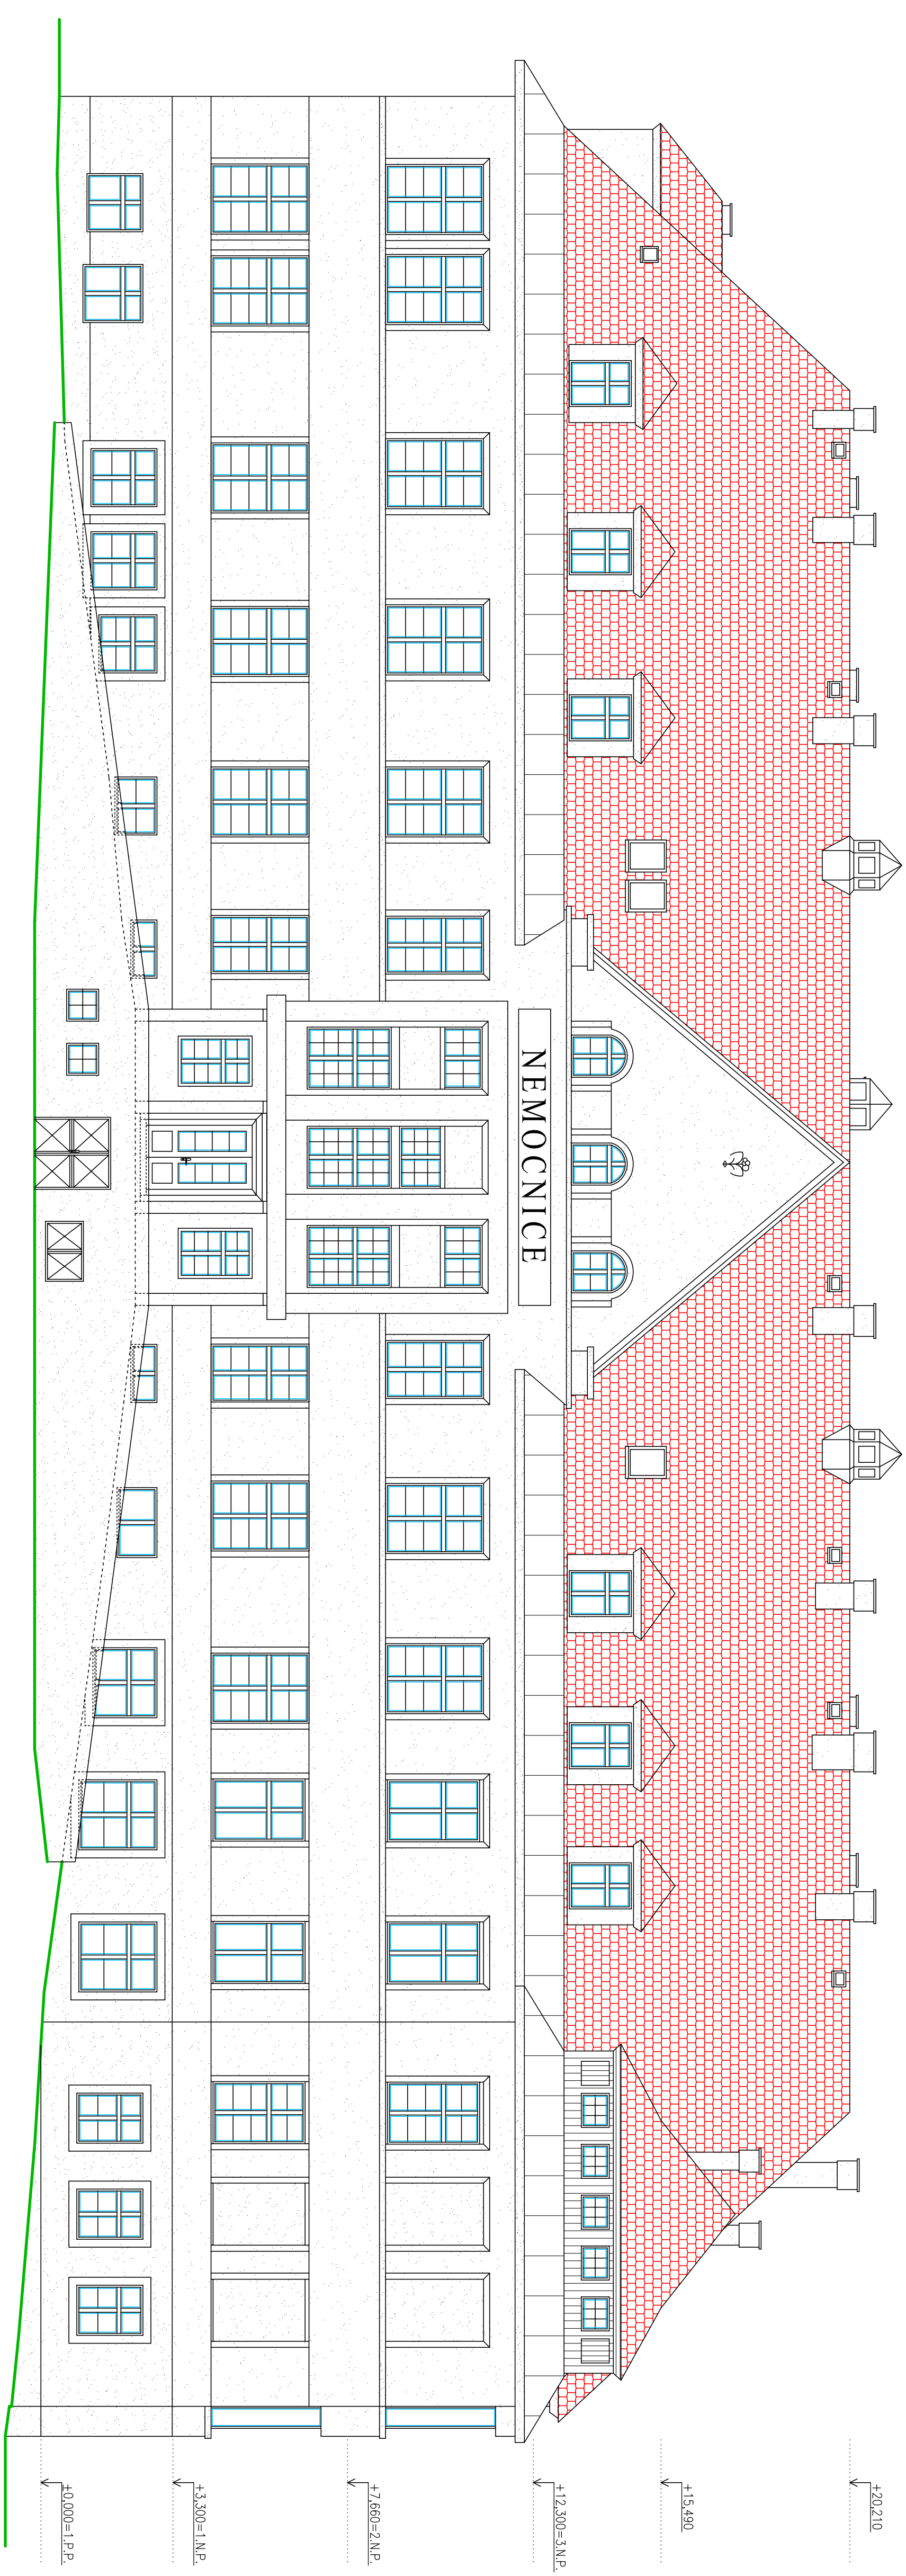 NEMOCNICE
+20,210
+15,490
+12,300=3.N.P.
+7,660=2.N.P.
+3,300=1.N.P.
+0,000=1.P.P.